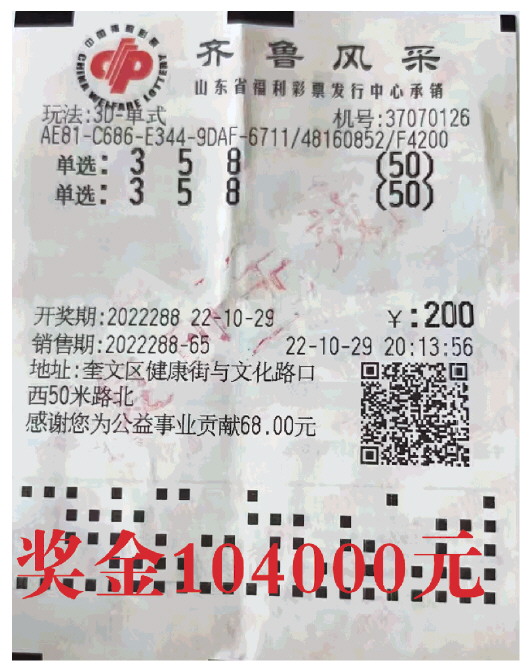 中国福利彩票
CHINA WELFARE LOTTERY
齐鲁风采
山东省福利彩票发行中心承销
玩法:3D-单式 机号:37070126
AE81-C686-E344-9DAF-6711/48160852/F4200
单选: 3 5 8 (50)
单选: 3 5 8 (50)
开奖期:2022288 22-10-29 ¥:200
销售期:2022288-65 22-10-29 20:13:56
地址:奎文区健康街与文化路口
西50米路北
感谢您为公益事业贡献68.00元
奖金104000元